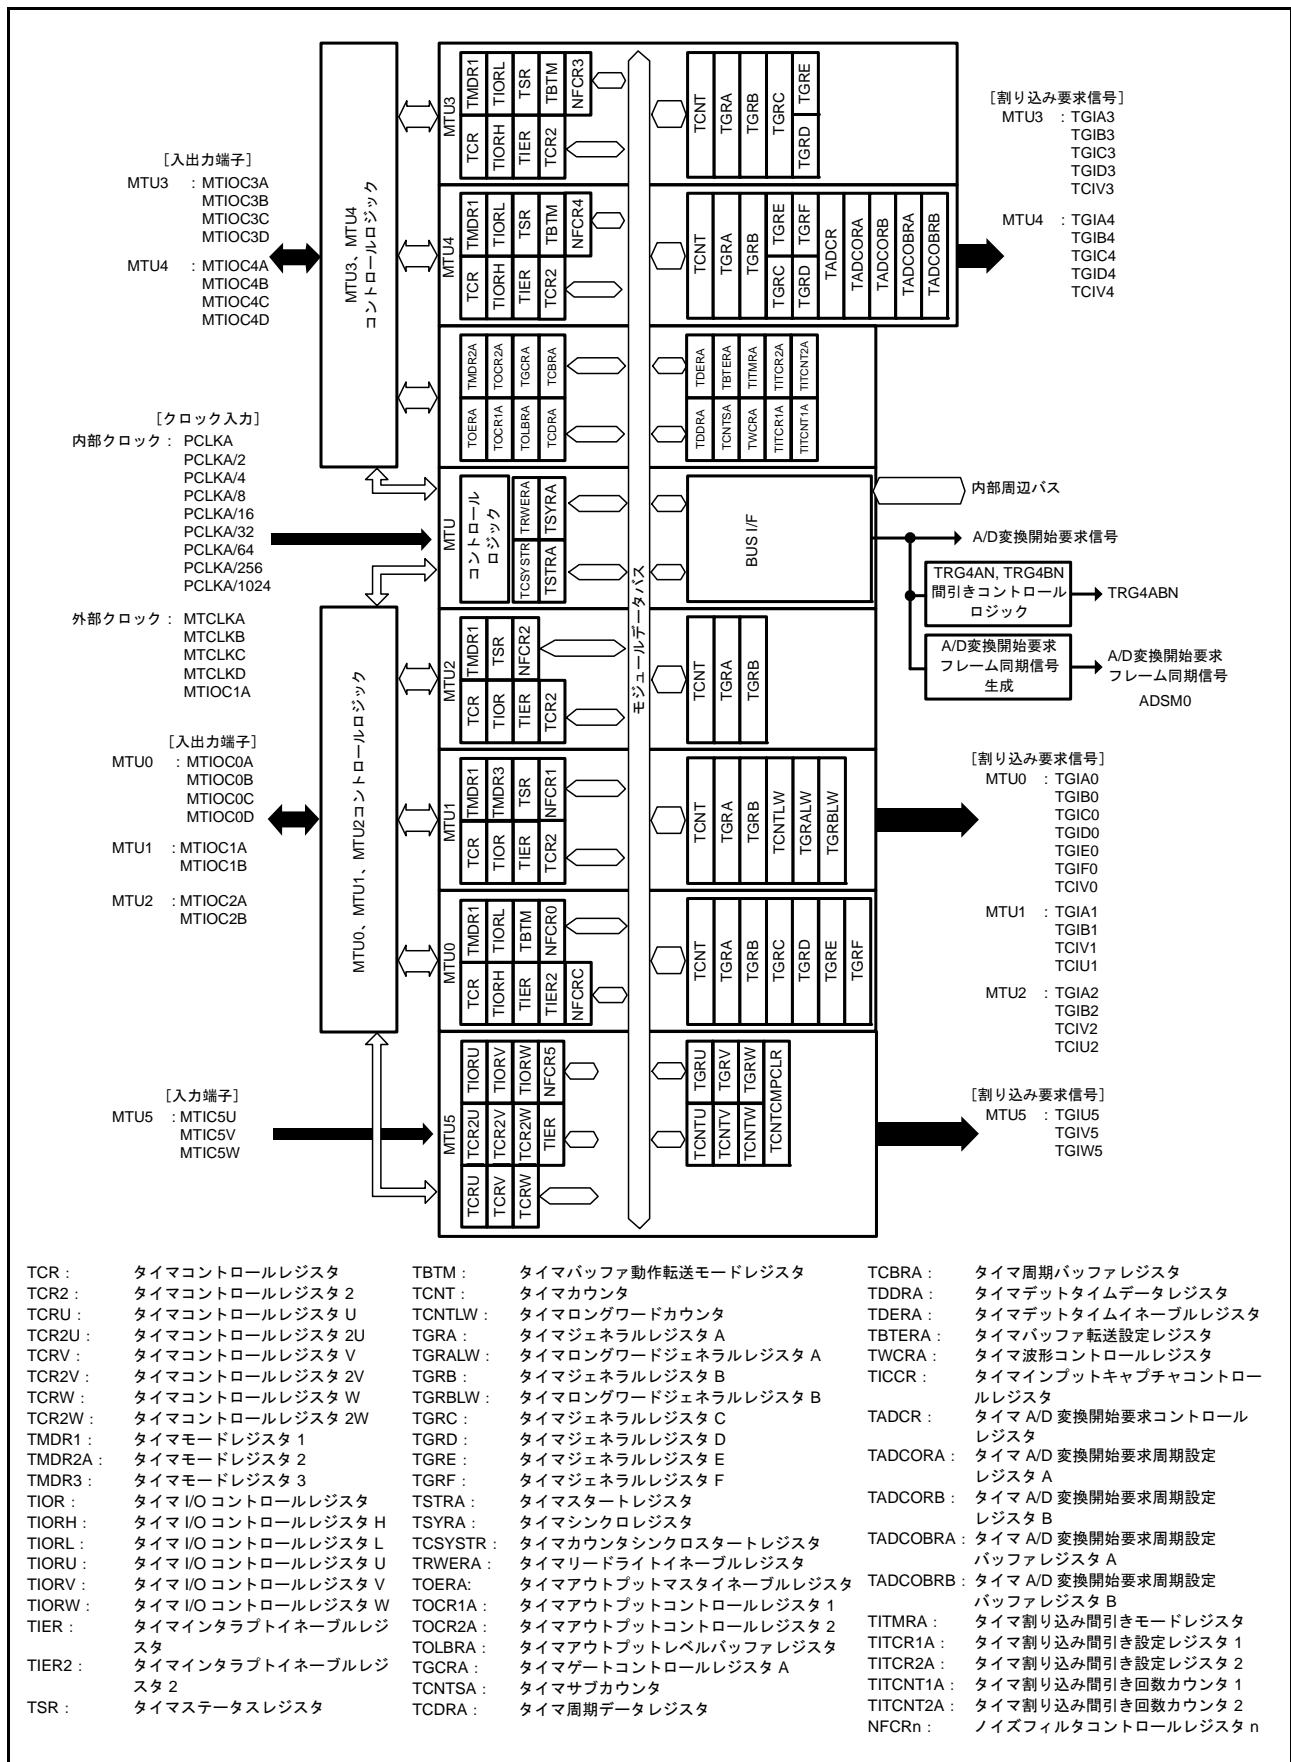 [入出力端子]
MTU3 : MTIOC3A
MTIOC3B
MTIOC3C
MTIOC3D
MTU4 : MTIOC4A
MTIOC4B
MTIOC4C
MTIOC4D
[クロック入力]
内部クロック : PCLKA
PCLKA/2
PCLKA/4
PCLKA/8
PCLKA/16
PCLKA/32
PCLKA/64
PCLKA/256
PCLKA/1024
外部クロック : MTCLKA
MTCLKB
MTCLKC
MTCLKD
MTIOC1A
[入出力端子]
MTU0 : MTIOC0A
MTIOC0B
MTIOC0C
MTIOC0D
MTU1 : MTIOC1A
MTIOC1B
MTU2 : MTIOC2A
MTIOC2B
[入力端子]
MTU5 : MTIC5U
MTIC5V
MTIC5W
MTU3、MTU4
コントロールロジック
MTU0、MTU1、MTU2コントロールロジック
MTU3
TMDR1
TIORL
TSR
TBTM
NFCR3
TCR
TIORH
TIER
TCR2
TCNT
TGRA
TGRB
TGRC
TGRE
TGRD
MTU4
TMDR1
TIORL
TSR
TBTM
NFCR4
TCR
TIORH
TIER
TCR2
TCNT
TGRA
TGRB
TGRE
TGRF
TGRC
TGRD
TADCR
TADCORA
TADCORB
TADCOBRA
TADCOBRB
TMDR2A
TOCR2A
TGCRA
TCBRA
TOERA
TOCR1A
TOLBRA
TCDRA
TDERA
TBTERA
TITMRA
TITCR2A
TITCNT2A
TDDRA
TCNTSA
TWCRA
TITCR1A
TITCNT1A
MTU
コントロール
ロジック
TRWERA
TSYRA
TCSYSTR
TSTRA
BUS I/F
モジュールデータバス
MTU2
TMDR1
TSR
NFCR2
TCR
TIOR
TIER
TCR2
TCNT
TGRA
TGRB
MTU1
TMDR1
TMDR3
TSR
NFCR1
TCR
TIOR
TIER
TCR2
TCNT
TGRA
TGRB
TCNTLW
TGRALW
TGRBLW
MTU0
TMDR1
TIORL
TBTM
NFCR0
TCR
TIORH
TIER
TIER2
NFCRC
TCNT
TGRA
TGRB
TGRC
TGRD
TGRE
TGRF
MTU5
TIORU
TIORV
TIORW
NFCR5
TCR2U
TCR2V
TCR2W
TIER
TCRU
TCRV
TCRW
TGRU
TGRV
TGRW
TCNTU
TCNTV
TCNTW
TCNTCMPCLR
[割り込み要求信号]
MTU3 : TGIA3
TGIB3
TGIC3
TGID3
TCIV3
MTU4 : TGIA4
TGIB4
TGIC4
TGID4
TCIV4
内部周辺バス
A/D変換開始要求信号
TRG4AN, TRG4BN
間引きコントロール
ロジック
TRG4ABN
A/D変換開始要求
フレーム同期信号
生成
A/D変換開始要求
フレーム同期信号
ADSM0
[割り込み要求信号]
MTU0 : TGIA0
TGIB0
TGIC0
TGID0
TGIE0
TGIF0
TCIV0
MTU1 : TGIA1
TGIB1
TCIV1
TCIU1
MTU2 : TGIA2
TGIB2
TCIV2
TCIU2
[割り込み要求信号]
MTU5 : TGIU5
TGIV5
TGIW5
TCR : タイマコントロールレジスタ
TCR2 : タイマコントロールレジスタ 2
TCRU : タイマコントロールレジスタ U
TCR2U : タイマコントロールレジスタ 2U
TCRV : タイマコントロールレジスタ V
TCR2V : タイマコントロールレジスタ 2V
TCRW : タイマコントロールレジスタ W
TCR2W : タイマコントロールレジスタ 2W
TMDR1 : タイマモードレジスタ 1
TMDR2A : タイマモードレジスタ 2
TMDR3 : タイマモードレジスタ 3
TIOR : タイマ I/O コントロールレジスタ
TIORH : タイマ I/O コントロールレジスタ H
TIORL : タイマ I/O コントロールレジスタ L
TIORU : タイマ I/O コントロールレジスタ U
TIORV : タイマ I/O コントロールレジスタ V
TIORW : タイマ I/O コントロールレジスタ W
TIER : タイマインタラプトイネーブルレジ
スタ
TIER2 : タイマインタラプトイネーブルレジ
スタ 2
TSR : タイマステータスレジスタ
TBTM : タイマバッファ動作転送モードレジスタ
TCNT : タイマカウンタ
TCNTLW : タイマロングワードカウンタ
TGRA : タイマジェネラルレジスタ A
TGRALW : タイマロングワードジェネラルレジスタ A
TGRB : タイマジェネラルレジスタ B
TGRBLW : タイマロングワードジェネラルレジスタ B
TGRC : タイマジェネラルレジスタ C
TGRD : タイマジェネラルレジスタ D
TGRE : タイマジェネラルレジスタ E
TGRF : タイマジェネラルレジスタ F
TSTRA : タイマスタートレジスタ
TSYRA : タイマシンクロレジスタ
TCSYSTR : タイマカウンタシンクロスタートレジスタ
TRWERA : タイマリードライトイネーブルレジスタ
TOERA: タイマアウトプットマスタイネーブルレジスタ
TOCR1A : タイマアウトプットコントロールレジスタ 1
TOCR2A : タイマアウトプットコントロールレジスタ 2
TOLBRA : タイマアウトプットレベルバッファレジスタ
TGCRA : タイマゲートコントロールレジスタ A
TCNTSA : タイマサブカウンタ
TCDRA : タイマ周期データレジスタ
TCBRA : タイマ周期バッファレジスタ
TDDRA : タイマデットタイムデータレジスタ
TDERA : タイマデットタイムイネーブルレジスタ
TBTERA : タイマバッファ転送設定レジスタ
TWCRA : タイマ波形コントロールレジスタ
TICCR : タイマインプットキャプチャコントロー
ルレジスタ
TADCR : タイマ A/D 変換開始要求コントロール
レジスタ
TADCORA : タイマ A/D 変換開始要求周期設定
レジスタ A
TADCORB : タイマ A/D 変換開始要求周期設定
レジスタ B
TADCOBRA : タイマ A/D 変換開始要求周期設定
バッファレジスタ A
TADCOBRB : タイマ A/D 変換開始要求周期設定
バッファレジスタ B
TITMRA : タイマ割り込み間引きモードレジスタ
TITCR1A : タイマ割り込み間引き設定レジスタ 1
TITCR2A : タイマ割り込み間引き設定レジスタ 2
TITCNT1A : タイマ割り込み間引き回数カウンタ 1
TITCNT2A : タイマ割り込み間引き回数カウンタ 2
NFCRn : ノイズフィルタコントロールレジスタ n